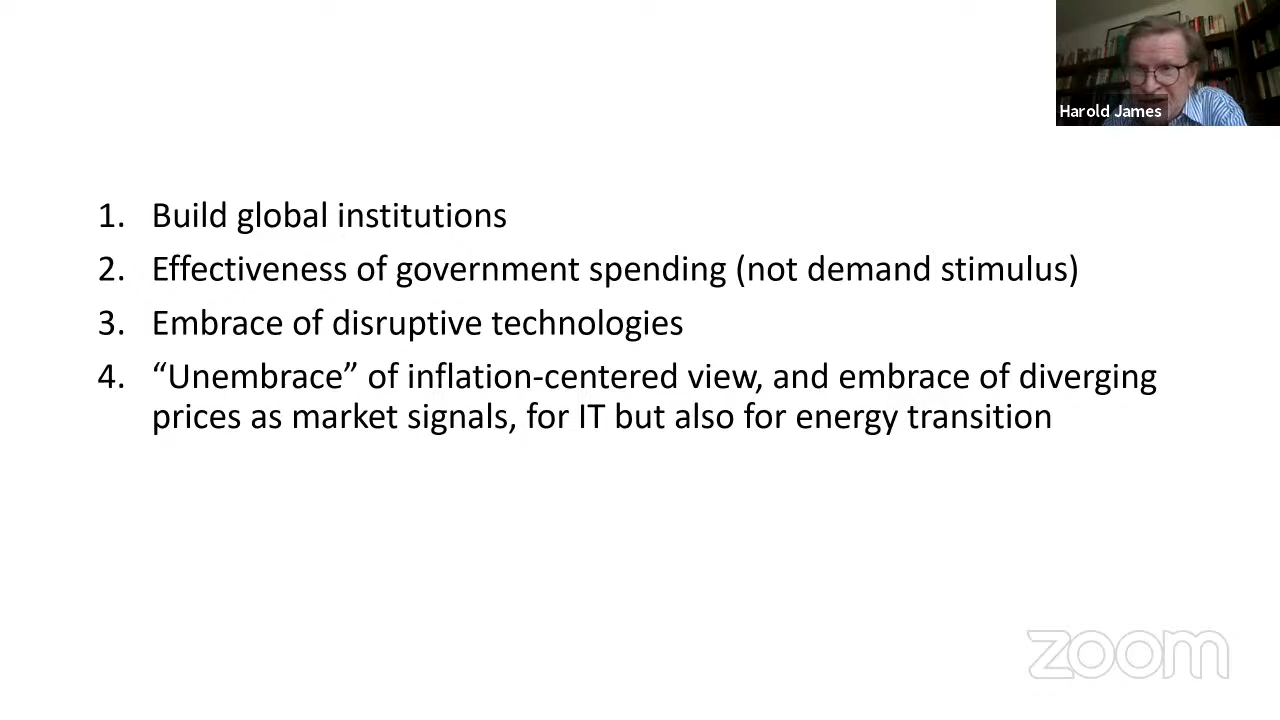 Harold James
1. Build global institutions
2. Effectiveness of government spending (not demand stimulus)
3. Embrace of disruptive technologies
4. “Unembrace” of inflation-centered view, and embrace of diverging
prices as market signals, for IT but also for energy transition
zoom